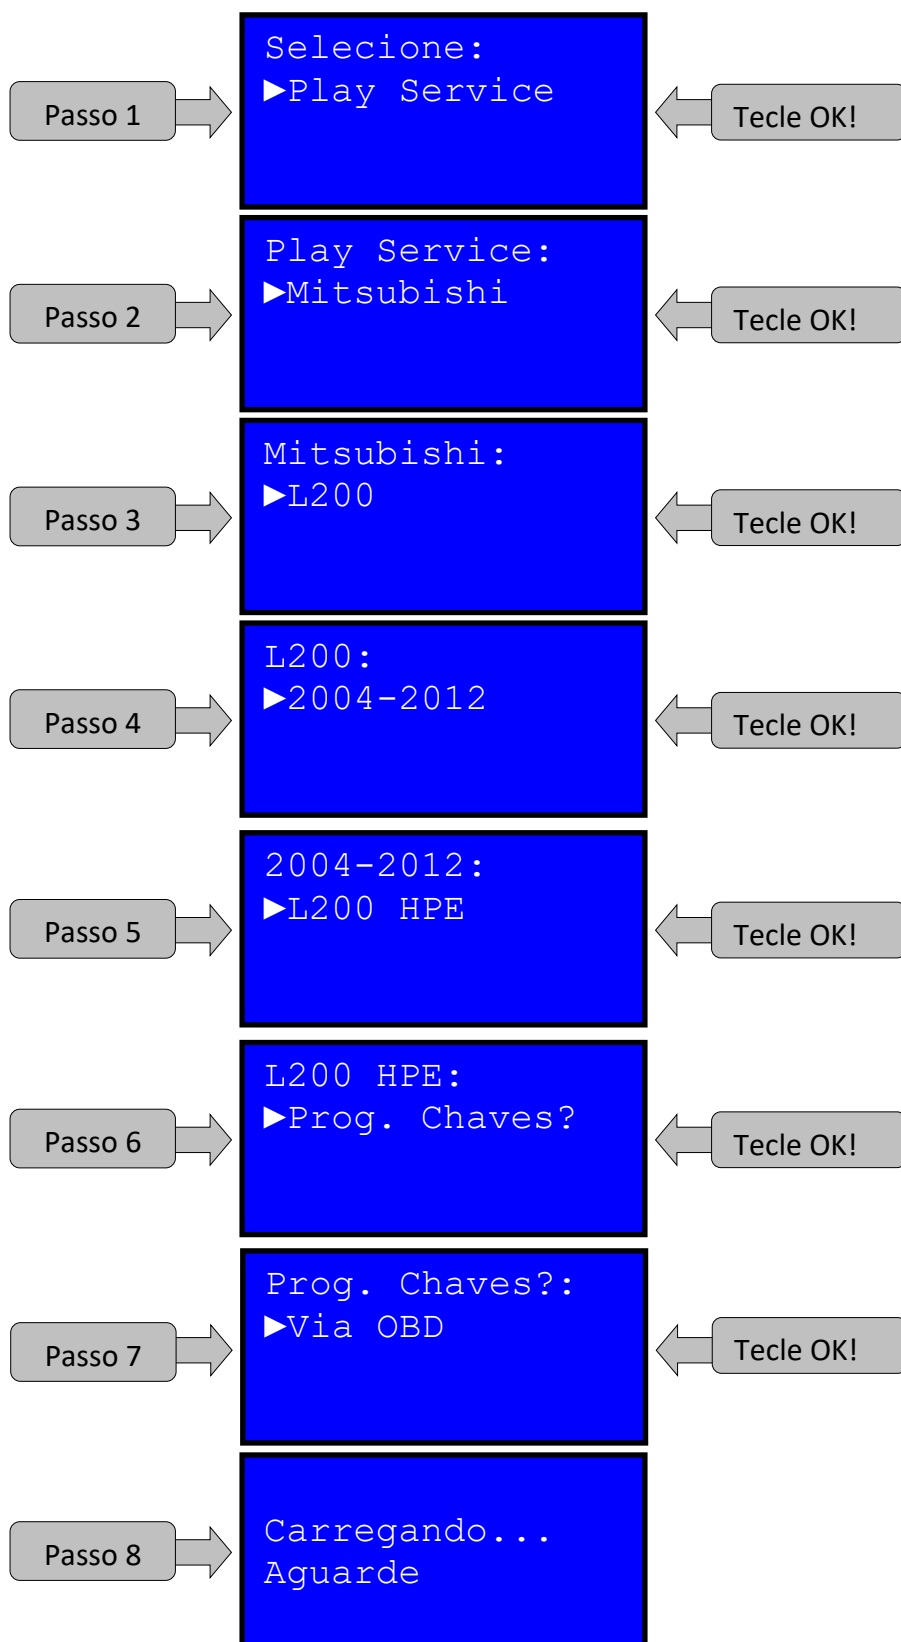 Passo 1
Selecione:
►Play Service
Tecle OK!
Passo 2
Play Service:
►Mitsubishi
Tecle OK!
Passo 3
Mitsubishi:
►L200
Tecle OK!
Passo 4
L200:
►2004-2012
Tecle OK!
Passo 5
2004-2012:
►L200 HPE
Tecle OK!
Passo 6
L200 HPE:
►Prog. Chaves?
Tecle OK!
Passo 7
Prog. Chaves?:
►Via OBD
Tecle OK!
Passo 8
Carregando...
Aguarde